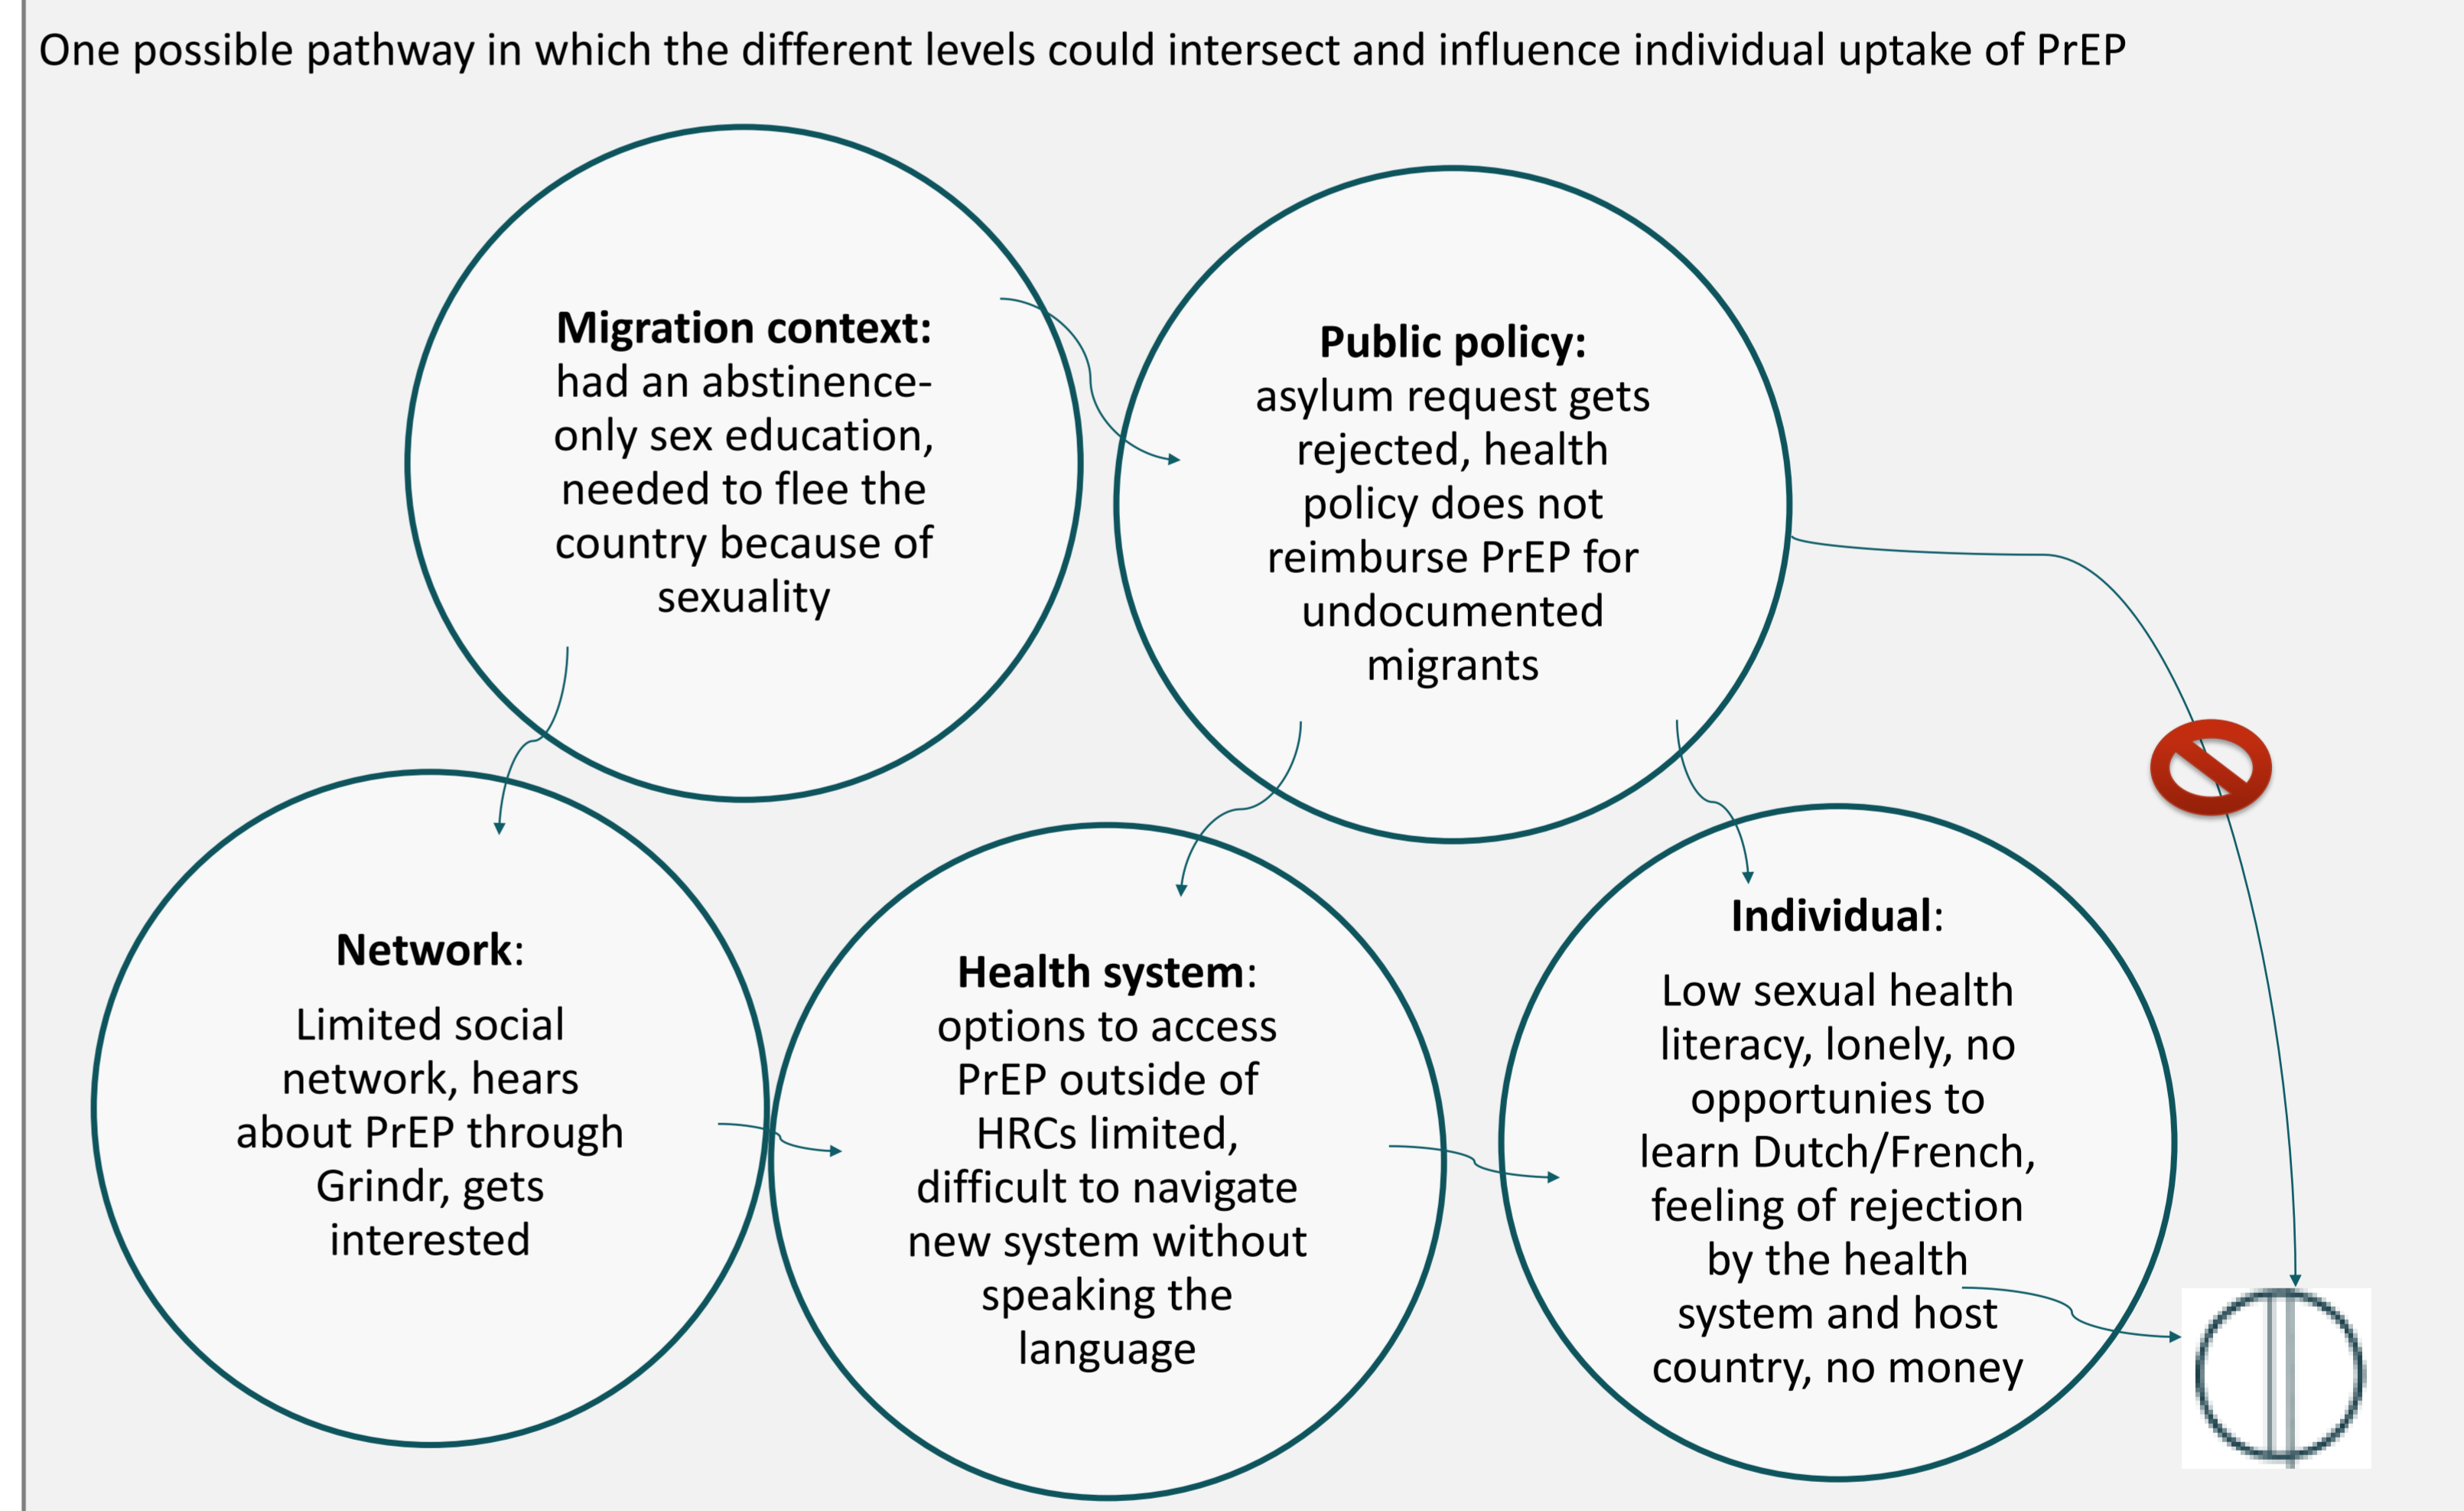 One possible pathway in which the different levels could intersect and influence individual uptake of PrEP
Migration context:
had an abstinence-
only sex education,
needed to flee the
country because of
sexuality
Public policy:
asylum request gets
rejected, health
policy does not
reimburse PrEP for
undocumented
migrants
Network:
Limited social
network, hears
about PrEP through
Grindr, gets
interested
Health system:
options to access
PrEP outside of
HRCs limited,
difficult to navigate
new system without
speaking the
language
Individual:
Low sexual health
literacy, lonely, no
opportunies to
learn Dutch/French,
feeling of rejection
by the health
system and host
country, no money